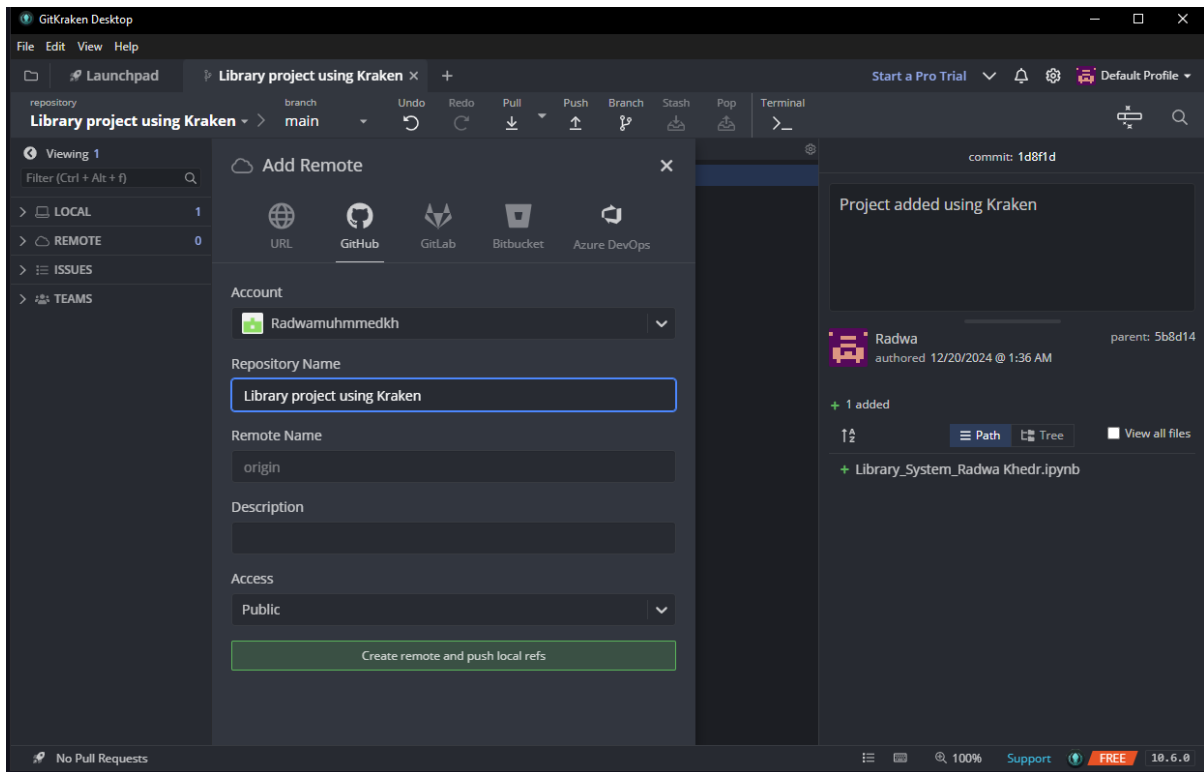 GitKraken Desktop
File Edit View Help
Launchpad Library project using Kraken
Start a Pro Trial Default Profile
repository branch Undo Redo Pull Push Branch Stash Pop Terminal
Library project using Kraken main
Viewing 1
Filter (Ctrl + Alt + f)
LOCAL 1
REMOTE 0
ISSUES
TEAMS
Add Remote
URL GitHub GitLab Bitbucket Azure DevOps
Account
Radwamuhmmedkh
Repository Name
Library project using Kraken
Remote Name
origin
Description
Access
Public
Create remote and push local refs
commit: 1d8f1d
Project added using Kraken
Radwa parent: 5b8d14
authored 12/20/2024 @ 1:36 AM
+ 1 added
Path Tree View all files
+ Library_System_Radwa Khedr.ipynb
No Pull Requests
100% Support FREE 10.6.0